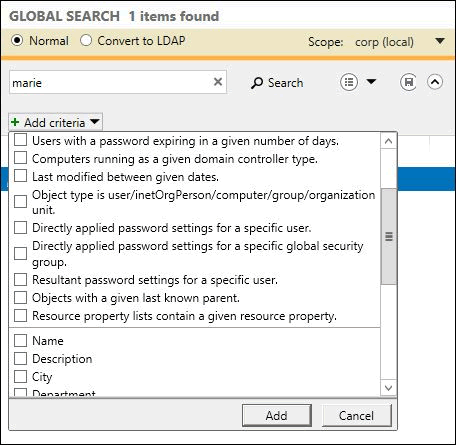 GLOBAL SEARCH 1 items found
Normal Convert to LDAP Scope: corp (local)
marie Search
Add criteria
Users with a password expiring in a given number of days.
Computers running as a given domain controller type.
Last modified between given dates.
Object type is user/inetOrgPerson/computer/group/organization
unit.
Directly applied password settings for a specific user.
Directly applied password settings for a specific global security
group.
Resultant password settings for a specific user.
Objects with a given last known parent.
Resource property lists contain a given resource property.
Name
Description
City
Department
Add Cancel